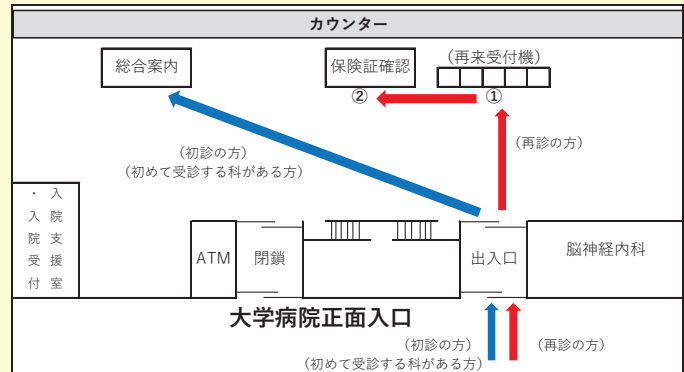 カウンター
総合案内
保険証確認
(再来受付機)
②
①
(再診の方)
(初診の方)
(初めて受診する科がある方)
入院支援室
・入院受付
ATM
閉鎖
出入口
脳神経内科
大学病院正面入口
(初診の方)
(初めて受診する科がある方)
(再診の方)